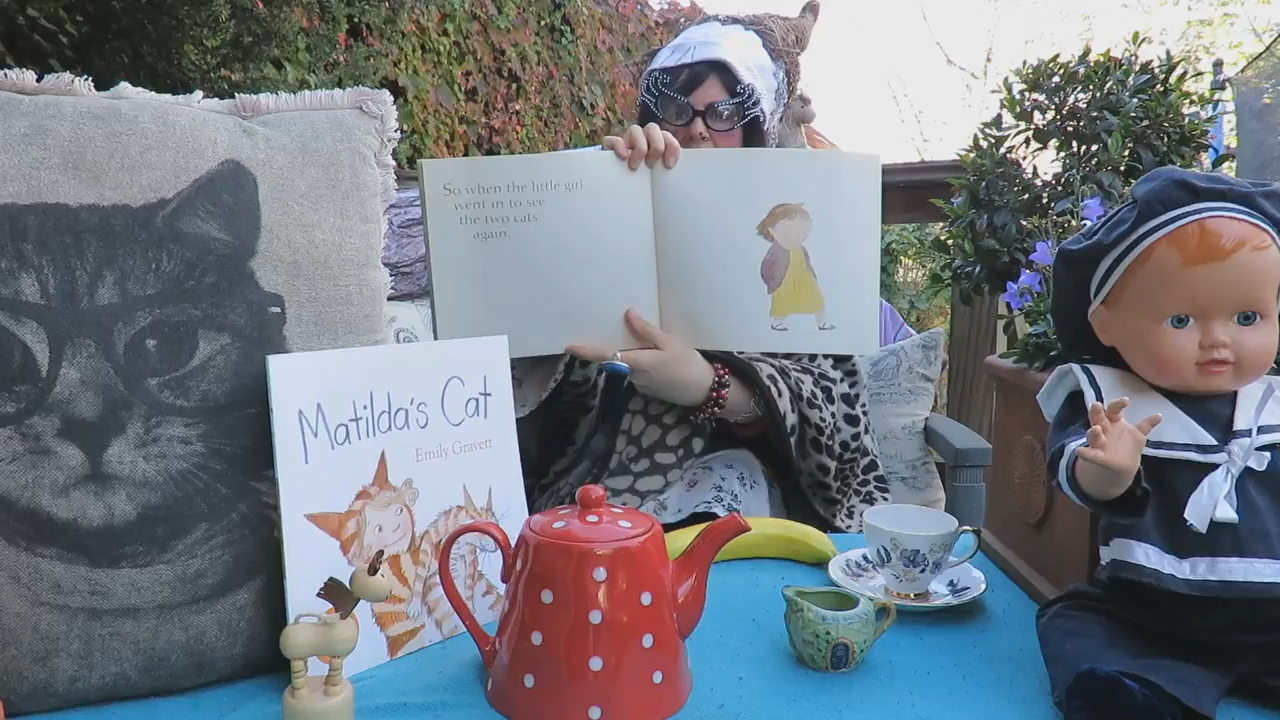 So when the little girl
went in to see
the two cats
again,
Matilda's Cat
Emily Gravett